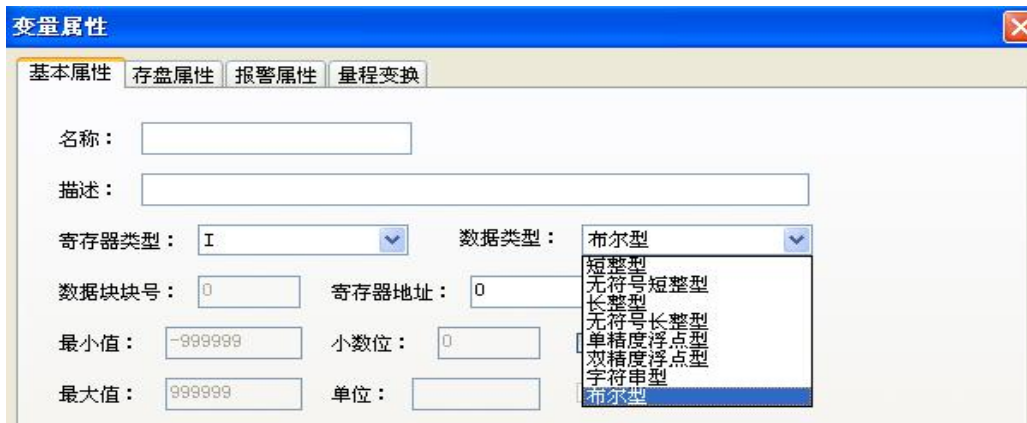 变量属性
基本属性 存盘属性 报警属性 量程变换
名称：
描述：
寄存器类型： I 数据类型： 布尔型
短整型
无符号短整型
数据块块号： 0 寄存器地址： 0
长整型
无符号长整型
最小值： -999999 小数位： 0
单精度浮点型
双精度浮点型
字符串型
布尔型
最大值： 999999 单位：